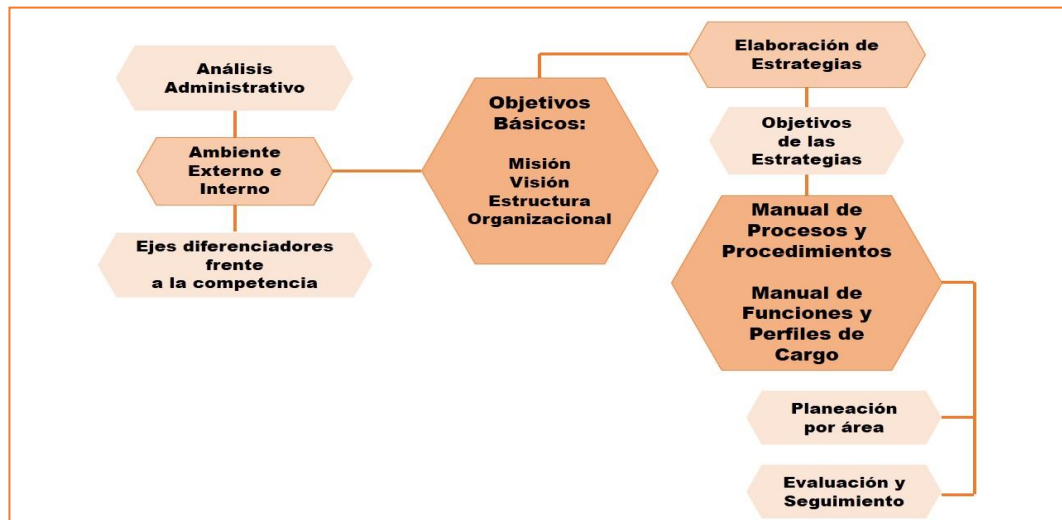 Análisis
Administrativo
Ambiente
Externo e
Interno
Ejes diferenciadores
frente
a la competencia
Objetivos
Básicos:
Misión
Visión
Estructura
Organizacional
Elaboración de
Estrategias
Objetivos
de las
Estrategias
Manual de
Procesos y
Procedimientos
Manual de
Funciones y
Perfiles de
Cargo
Planeación
por área
Evaluación y
Seguimiento